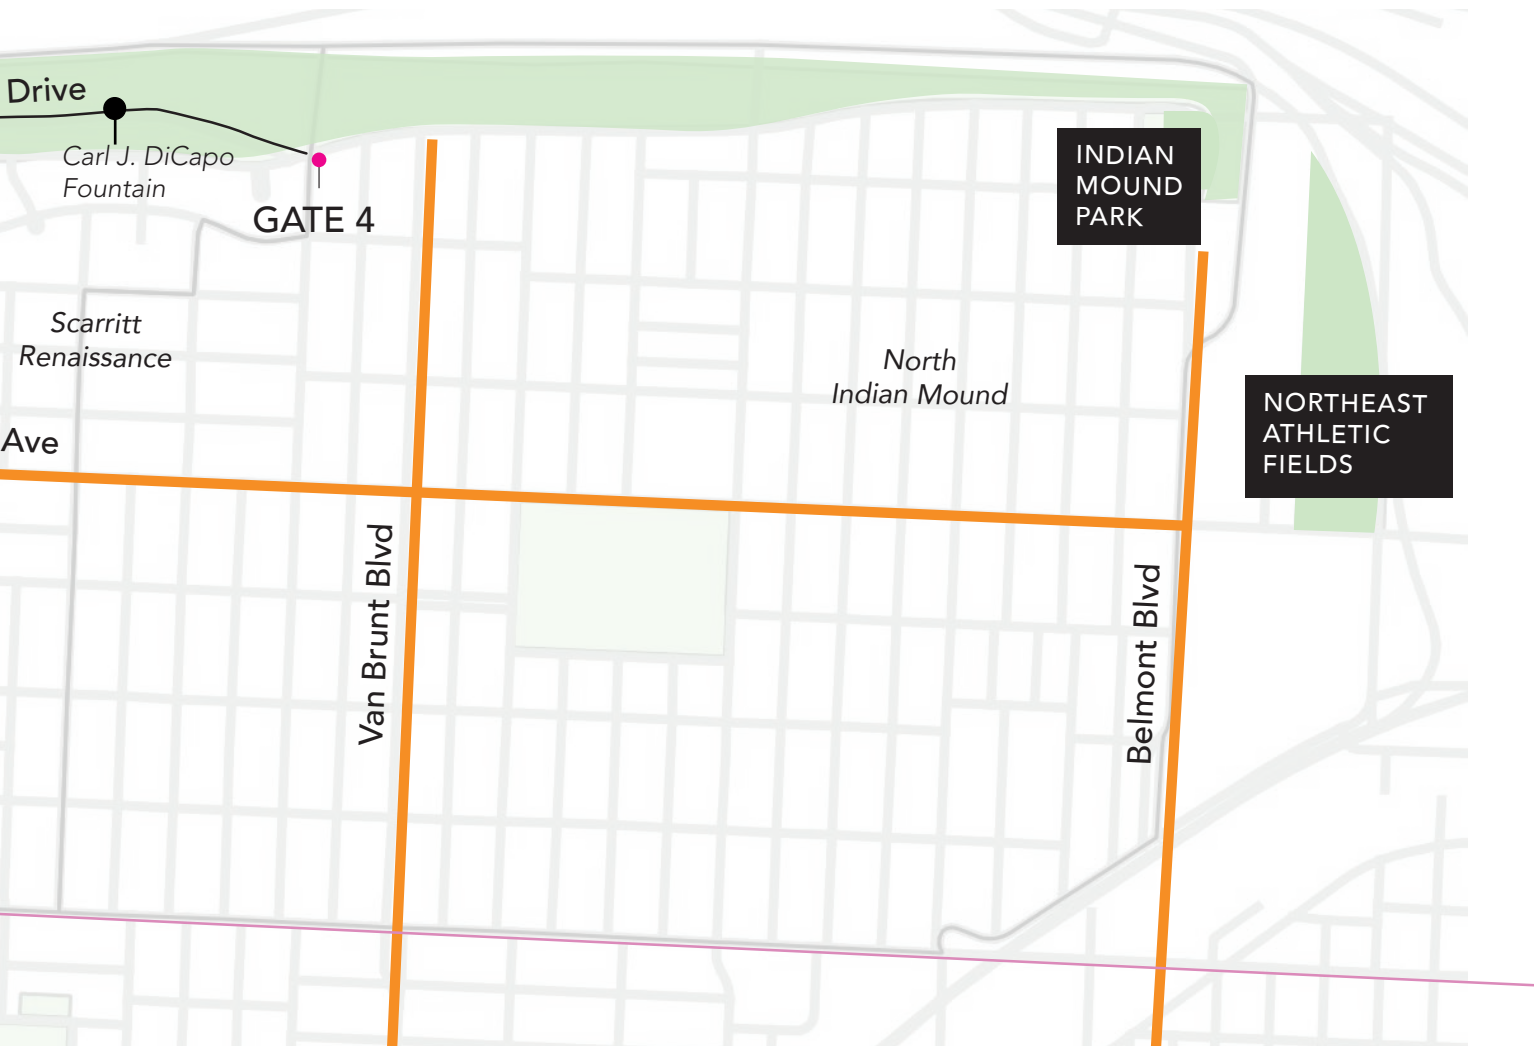 Drive
Carl J. DiCapo
Fountain
GATE 4
INDIAN
MOUND
PARK
Scarritt
Renaissance
North
Indian Mound
NORTHEAST
ATHLETIC
FIELDS
Ave
Van Brunt Blvd
Belmont Blvd